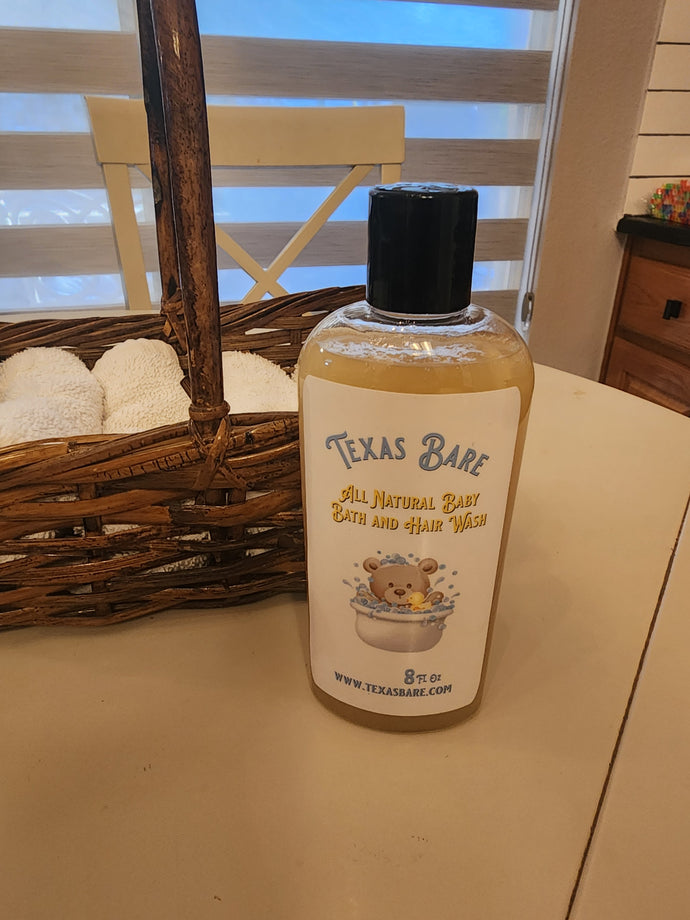 Texas Bare
All Natural Baby
Bath and Hair Wash
8 Fl Oz
www.texasbare.com